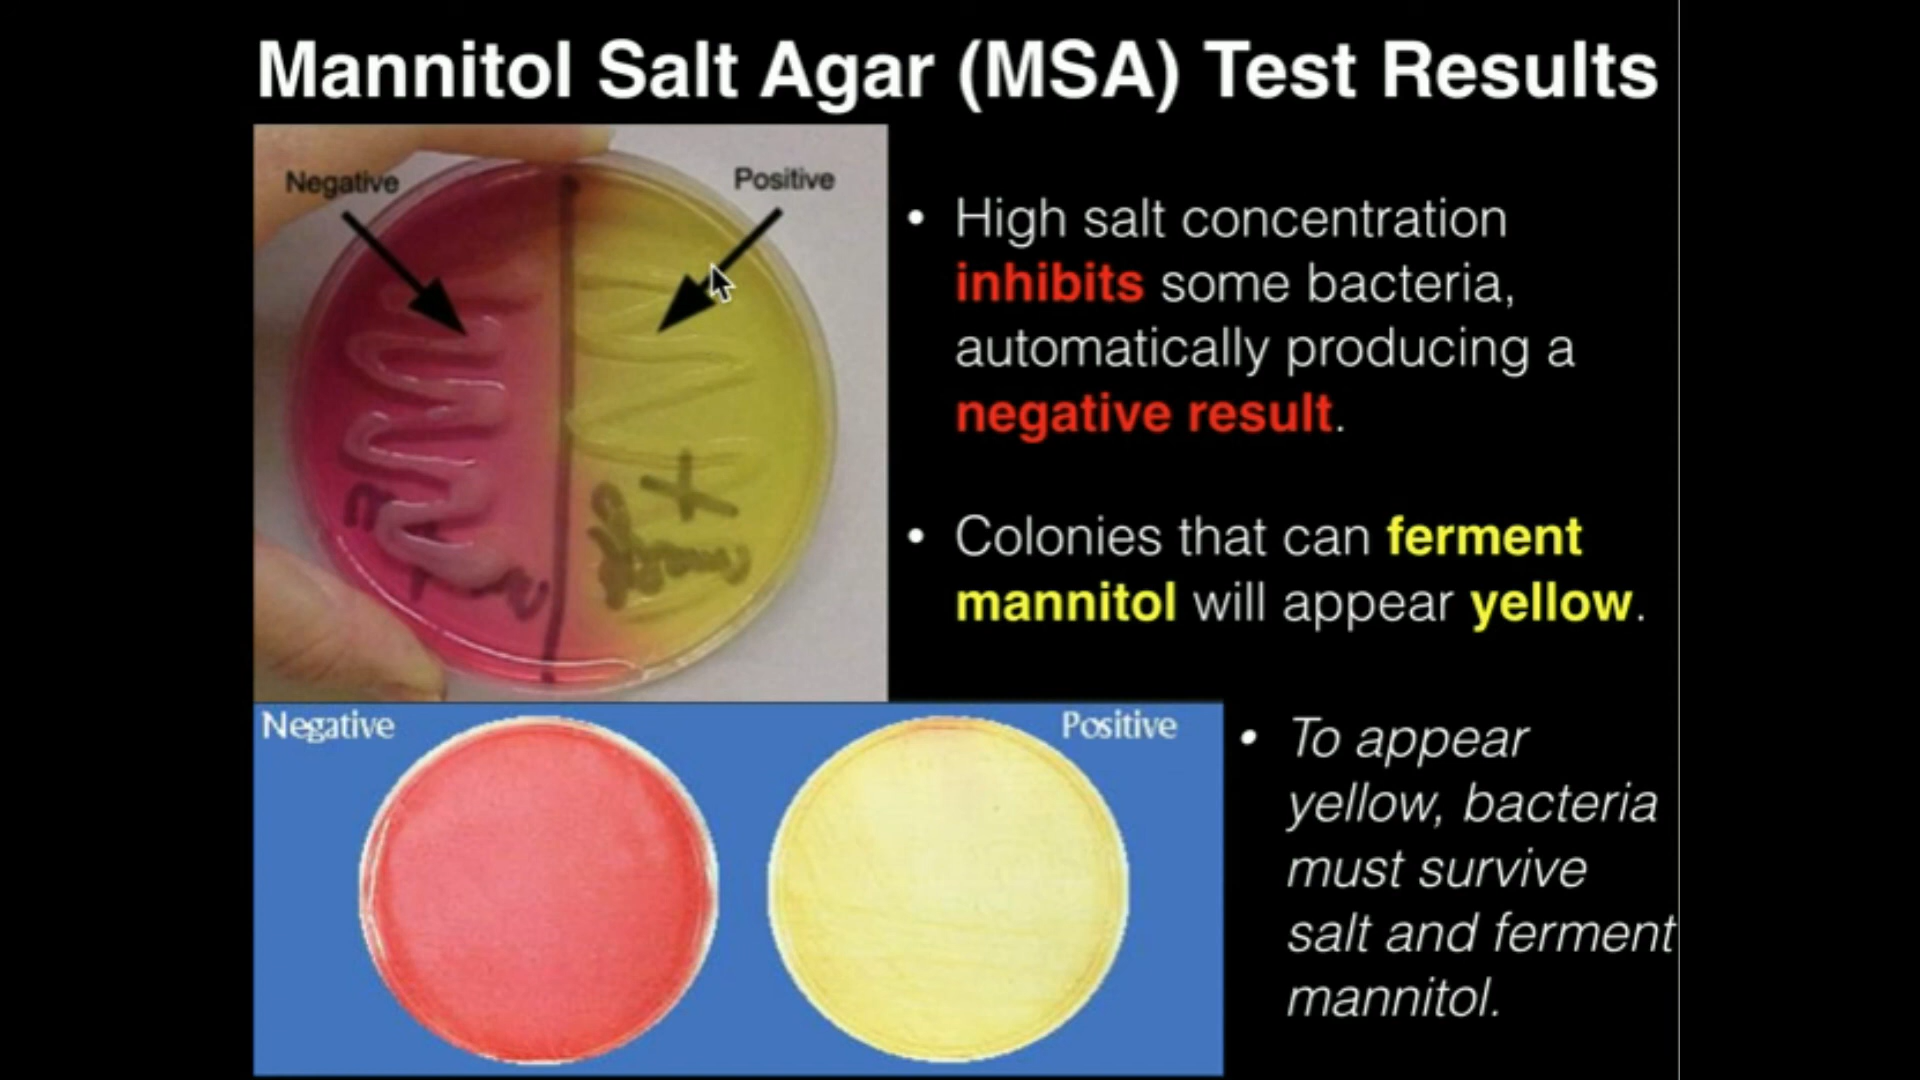 Mannitol Salt Agar (MSA) Test Results
Negative
Positive
• High salt concentration
inhibits some bacteria,
automatically producing a
negative result.
• Colonies that can ferment
mannitol will appear yellow.
Negative
Positive
• To appear
yellow, bacteria
must survive
salt and ferment
mannitol.